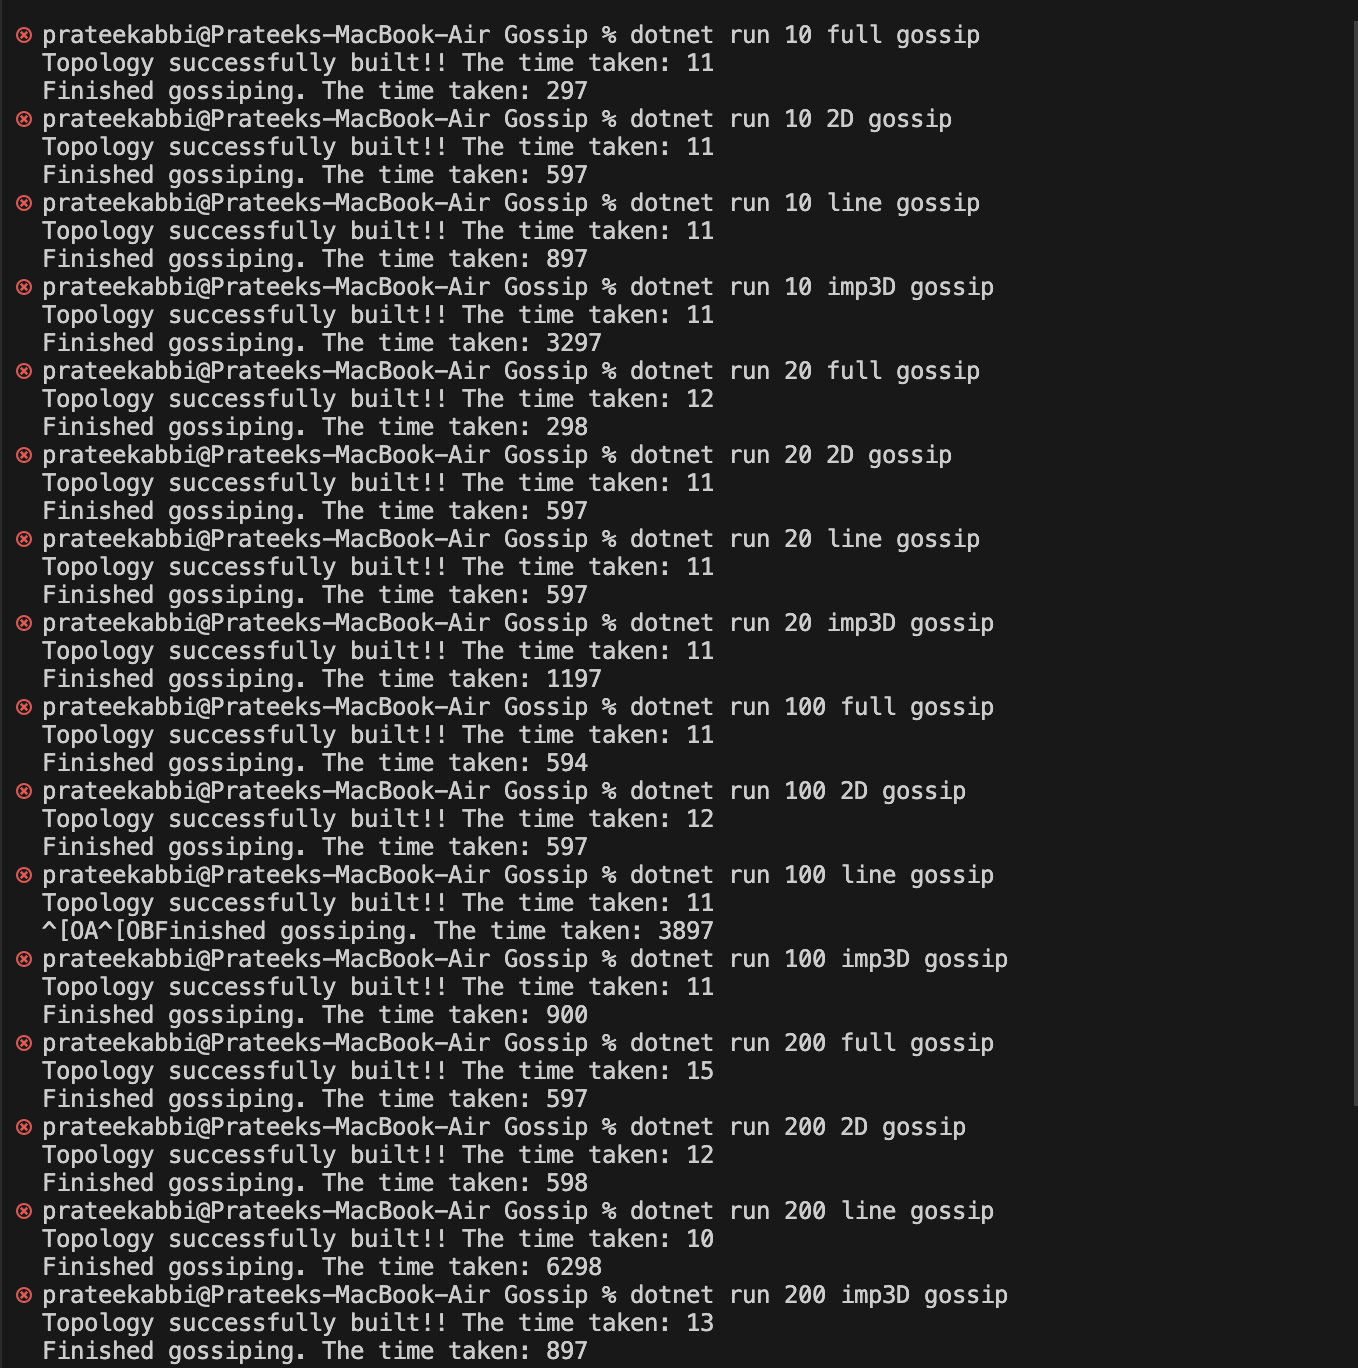 prateekabbi@Prateeks-MacBook-Air Gossip % dotnet run 10 full gossip
Topology successfully built!! The time taken: 11
Finished gossiping. The time taken: 297
prateekabbi@Prateeks-MacBook-Air Gossip % dotnet run 10 2D gossip
Topology successfully built!! The time taken: 11
Finished gossiping. The time taken: 597
prateekabbi@Prateeks-MacBook-Air Gossip % dotnet run 10 line gossip
Topology successfully built!! The time taken: 11
Finished gossiping. The time taken: 897
prateekabbi@Prateeks-MacBook-Air Gossip % dotnet run 10 imp3D gossip
Topology successfully built!! The time taken: 11
Finished gossiping. The time taken: 3297
prateekabbi@Prateeks-MacBook-Air Gossip % dotnet run 20 full gossip
Topology successfully built!! The time taken: 12
Finished gossiping. The time taken: 298
prateekabbi@Prateeks-MacBook-Air Gossip % dotnet run 20 2D gossip
Topology successfully built!! The time taken: 11
Finished gossiping. The time taken: 597
prateekabbi@Prateeks-MacBook-Air Gossip % dotnet run 20 line gossip
Topology successfully built!! The time taken: 11
Finished gossiping. The time taken: 597
prateekabbi@Prateeks-MacBook-Air Gossip % dotnet run 20 imp3D gossip
Topology successfully built!! The time taken: 11
Finished gossiping. The time taken: 1197
prateekabbi@Prateeks-MacBook-Air Gossip % dotnet run 100 full gossip
Topology successfully built!! The time taken: 11
Finished gossiping. The time taken: 594
prateekabbi@Prateeks-MacBook-Air Gossip % dotnet run 100 2D gossip
Topology successfully built!! The time taken: 12
Finished gossiping. The time taken: 597
prateekabbi@Prateeks-MacBook-Air Gossip % dotnet run 100 line gossip
Topology successfully built!! The time taken: 11
^[OA^[OBFinished gossiping. The time taken: 3897
prateekabbi@Prateeks-MacBook-Air Gossip % dotnet run 100 imp3D gossip
Topology successfully built!! The time taken: 11
Finished gossiping. The time taken: 900
prateekabbi@Prateeks-MacBook-Air Gossip % dotnet run 200 full gossip
Topology successfully built!! The time taken: 15
Finished gossiping. The time taken: 597
prateekabbi@Prateeks-MacBook-Air Gossip % dotnet run 200 2D gossip
Topology successfully built!! The time taken: 12
Finished gossiping. The time taken: 598
prateekabbi@Prateeks-MacBook-Air Gossip % dotnet run 200 line gossip
Topology successfully built!! The time taken: 10
Finished gossiping. The time taken: 6298
prateekabbi@Prateeks-MacBook-Air Gossip % dotnet run 200 imp3D gossip
Topology successfully built!! The time taken: 13
Finished gossiping. The time taken: 897